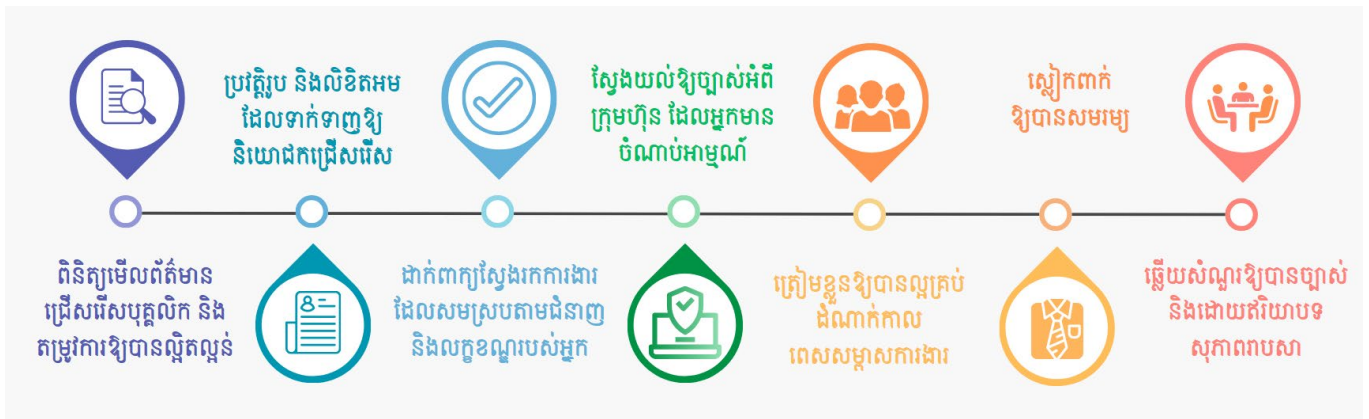 ពិនិត្យមើលព័ត៌មាន
ជ្រើសរើសបុគ្គលិក និង
តម្រូវការឱ្យបានល្អិតល្អន់
ប្រវត្តិរូប និងលិខិតអម
ដែលទាក់ទាញឱ្យ
និយោជកជ្រើសរើស
ដាក់ពាក្យស្វែងរកការងារ
ដែលសមស្របតាមជំនាញ
និងលក្ខខណ្ឌរបស់អ្នក
ស្វែងយល់ឱ្យច្បាស់អំពី
ក្រុមហ៊ុន ដែលអ្នកមាន
ចំណាប់អារម្មណ៍
ត្រៀមខ្លួនឱ្យបានល្អគ្រប់
ដំណាក់កាល
ពេលសម្ភាសការងារ
ស្លៀកពាក់
ឱ្យបានសមរម្យ
ឆ្លើយសំណួរឱ្យបានច្បាស់
និងដោយឥរិយាបទ
សុភាពរាបសា